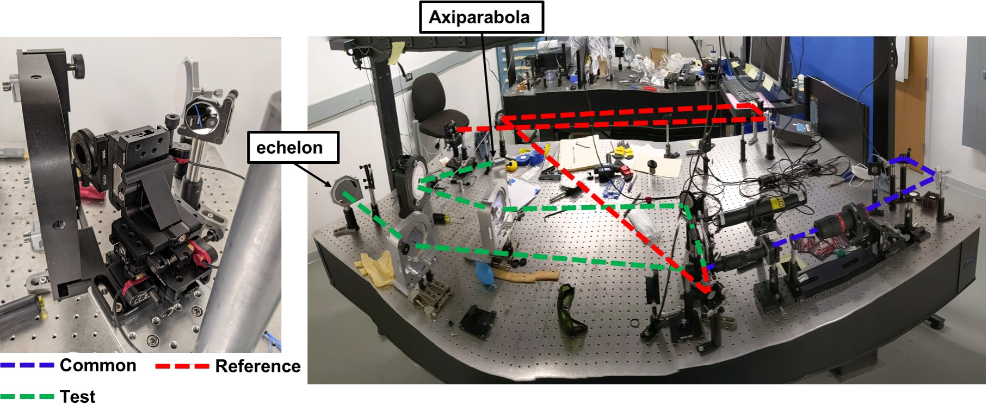 Axiparabola
echelon
Common
Reference
Test